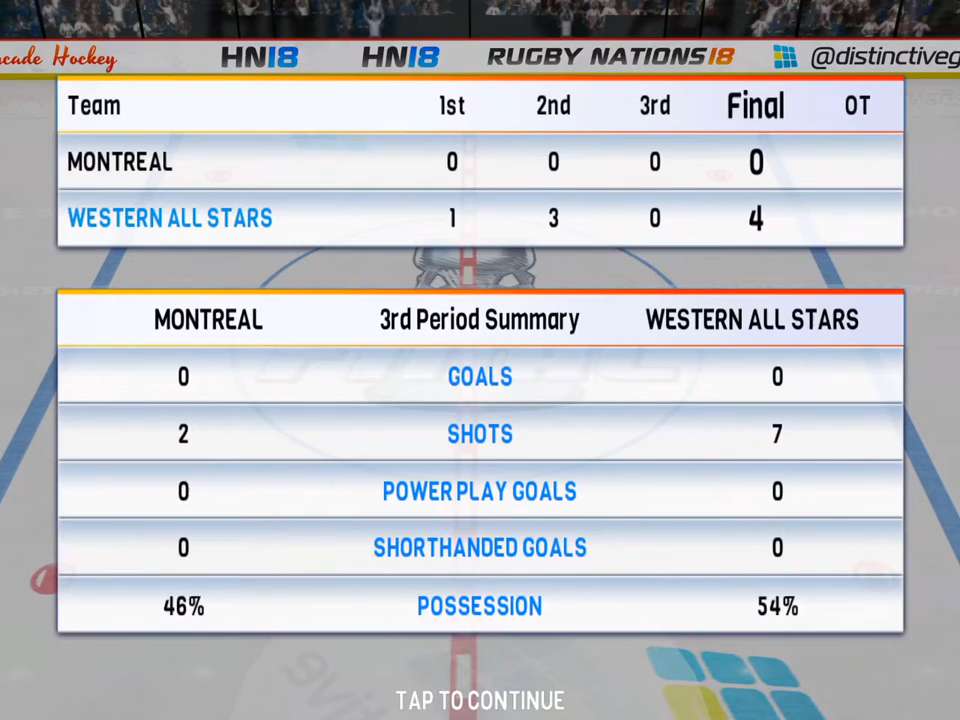 cade Hockey HN18 HN18 RUGBY NATIONS18 @distinctiveg
Team 1st 2nd 3rd Final OT
MONTREAL 0 0 0 0
WESTERN ALL STARS 1 3 0 4
MONTREAL 3rd Period Summary WESTERN ALL STARS
0 GOALS 0
2 SHOTS 7
0 POWER PLAY GOALS 0
0 SHORTHANDED GOALS 0
46% POSSESSION 54%
TAP TO CONTINUE